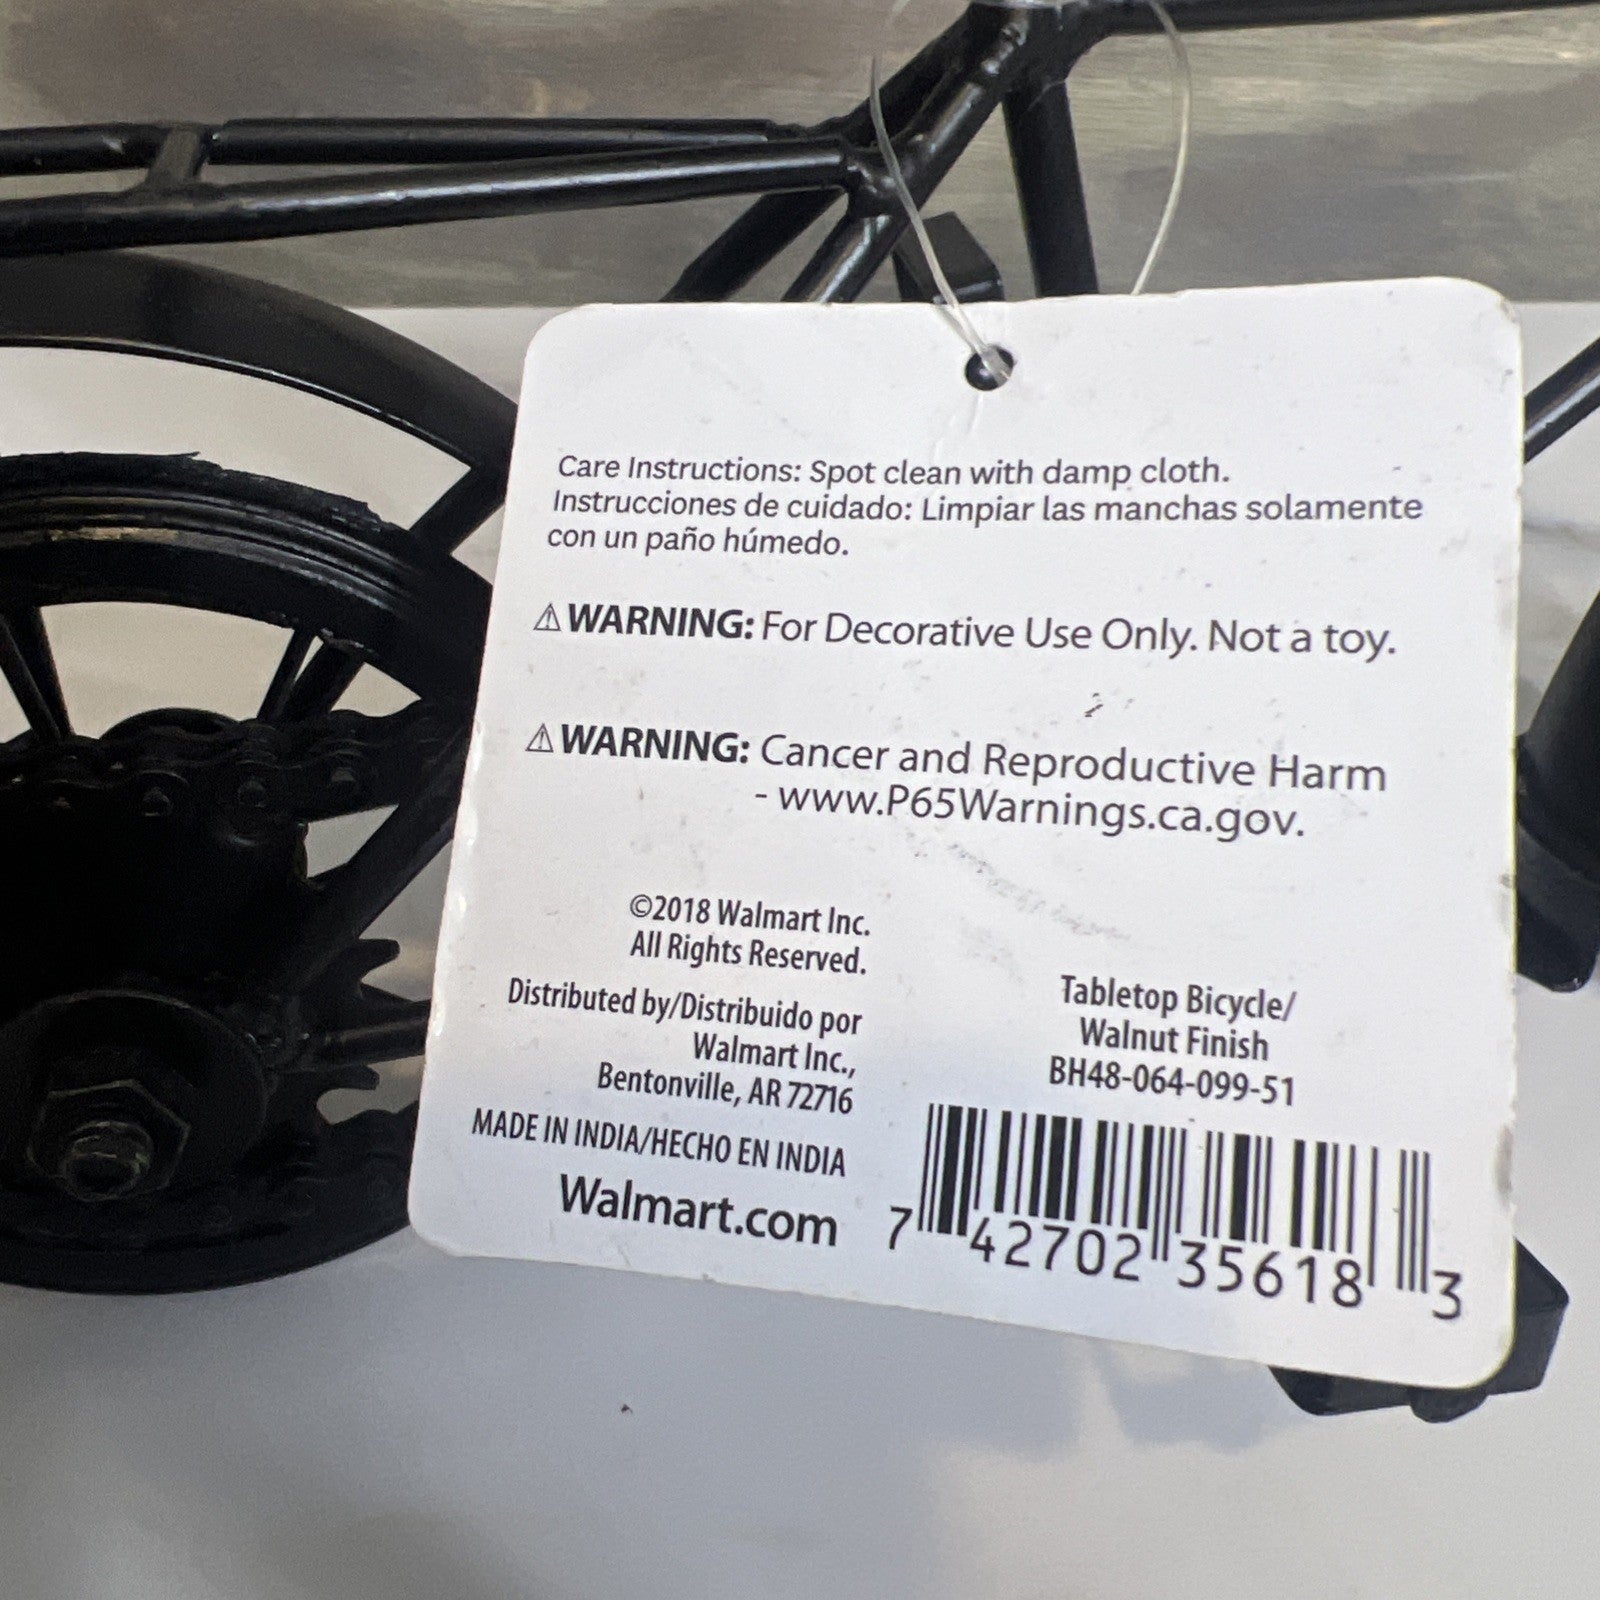 Care Instructions: Spot clean with damp cloth.
Instrucciones de cuidado: Limpiar las manchas solamente
con un paño húmedo.
⚠ WARNING: For Decorative Use Only. Not a toy.
⚠ WARNING: Cancer and Reproductive Harm
- www.P65Warnings.ca.gov.
©2018 Walmart Inc.
All Rights Reserved.
Distributed by/Distribuido por
Walmart Inc.,
Bentonville, AR 72716
MADE IN INDIA/HECHO EN INDIA
Walmart.com
Tabletop Bicycle/
Walnut Finish
BH48-064-099-51
7 42702 35618 3